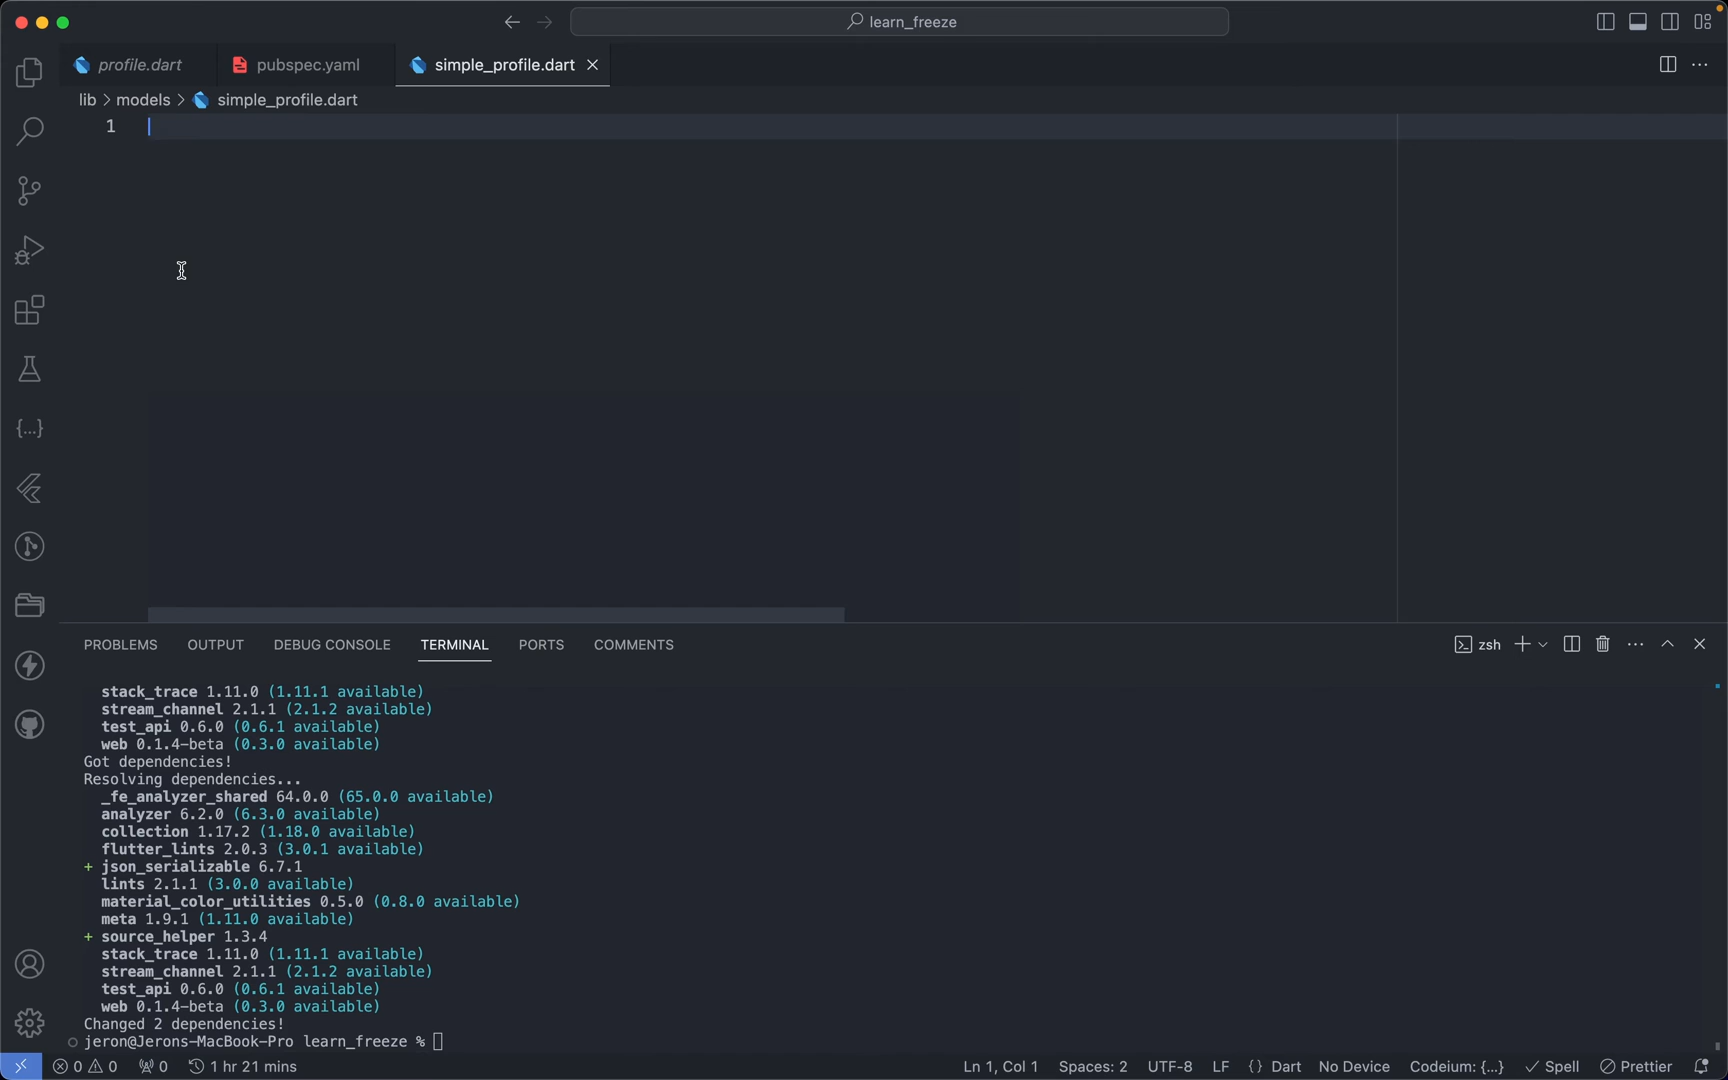 learn_freeze
profile.dart
pubspec.yaml
simple_profile.dart
lib > models > simple_profile.dart
1
PROBLEMS OUTPUT DEBUG CONSOLE TERMINAL PORTS COMMENTS
zsh
stack_trace 1.11.0 (1.11.1 available)
stream_channel 2.1.1 (2.1.2 available)
test_api 0.6.0 (0.6.1 available)
web 0.1.4-beta (0.3.0 available)
Got dependencies!
Resolving dependencies...
_fe_analyzer_shared 64.0.0 (65.0.0 available)
analyzer 6.2.0 (6.3.0 available)
collection 1.17.2 (1.18.0 available)
flutter_lints 2.0.3 (3.0.1 available)
+ json_serializable 6.7.1
lints 2.1.1 (3.0.0 available)
material_color_utilities 0.5.0 (0.8.0 available)
meta 1.9.1 (1.11.0 available)
+ source_helper 1.3.4
stack_trace 1.11.0 (1.11.1 available)
stream_channel 2.1.1 (2.1.2 available)
test_api 0.6.0 (0.6.1 available)
web 0.1.4-beta (0.3.0 available)
Changed 2 dependencies!
jeron@Jerons-MacBook-Pro learn_freeze %
0 0 0 1 hr 21 mins Ln 1, Col 1 Spaces: 2 UTF-8 LF {} Dart No Device Codeium: {...} Spell Prettier